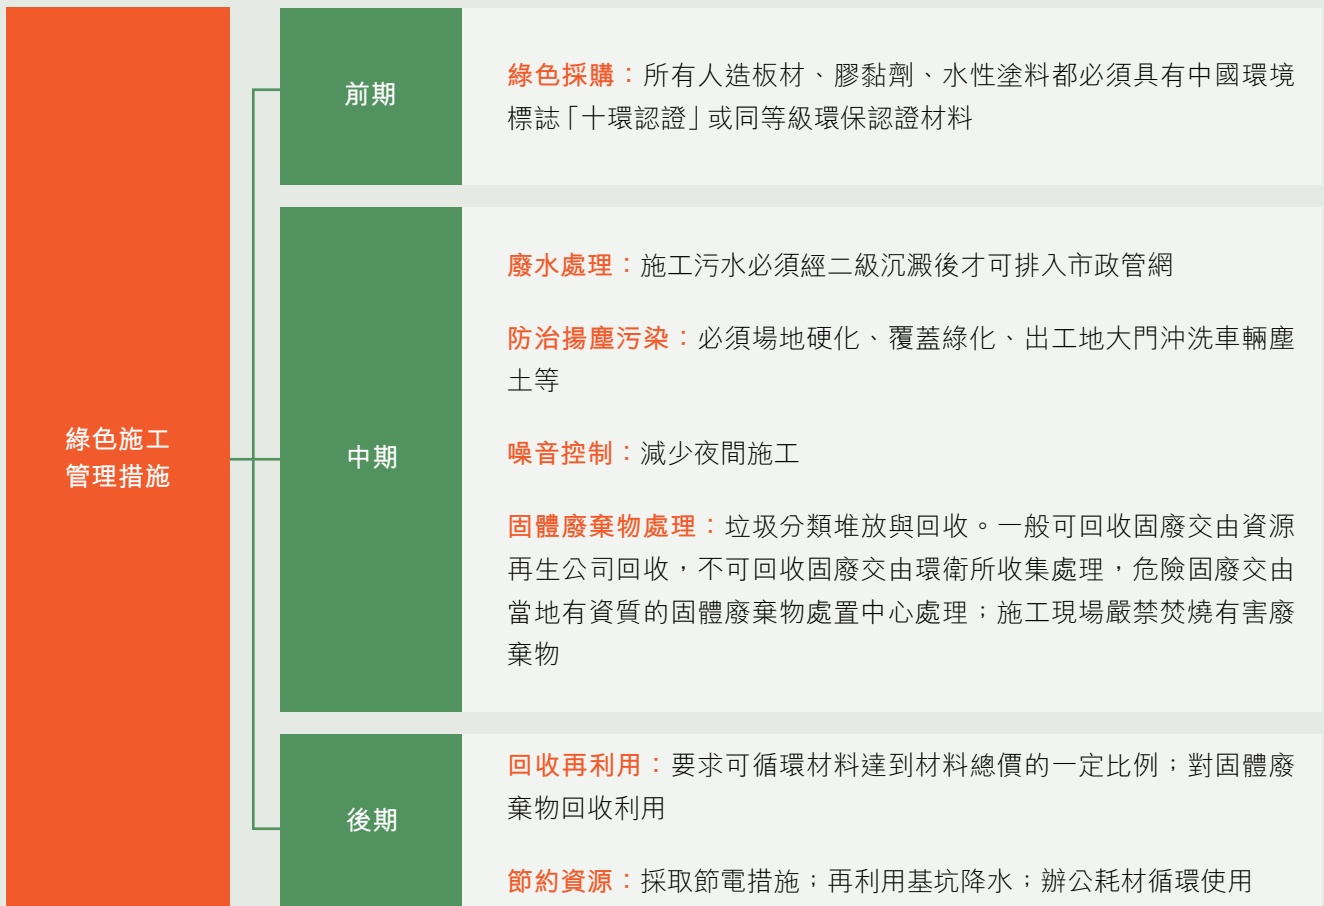 綠色施工
管理措施
前期
綠色採購：所有人造板材、膠黏劑、水性塗料都必須具有中國環境
標誌「十環認證」或同等級環保認證材料
中期
廢水處理：施工污水必須經二級沉澱後才可排入市政管網
防治揚塵污染：必須場地硬化、覆蓋綠化、出工地大門沖洗車輛塵
土等
噪音控制：減少夜間施工
固體廢棄物處理：垃圾分類堆放與回收。一般可回收固廢交由資源
再生公司回收，不可回收固廢交由環衛所收集處理，危險固廢交由
當地有資質的固體廢棄物處置中心處理；施工現場嚴禁焚燒有害廢
棄物
後期
回收再利用：要求可循環材料達到材料總價的一定比例；對固體廢
棄物回收利用
節約資源：採取節電措施；再利用基坑降水；辦公耗材循環使用